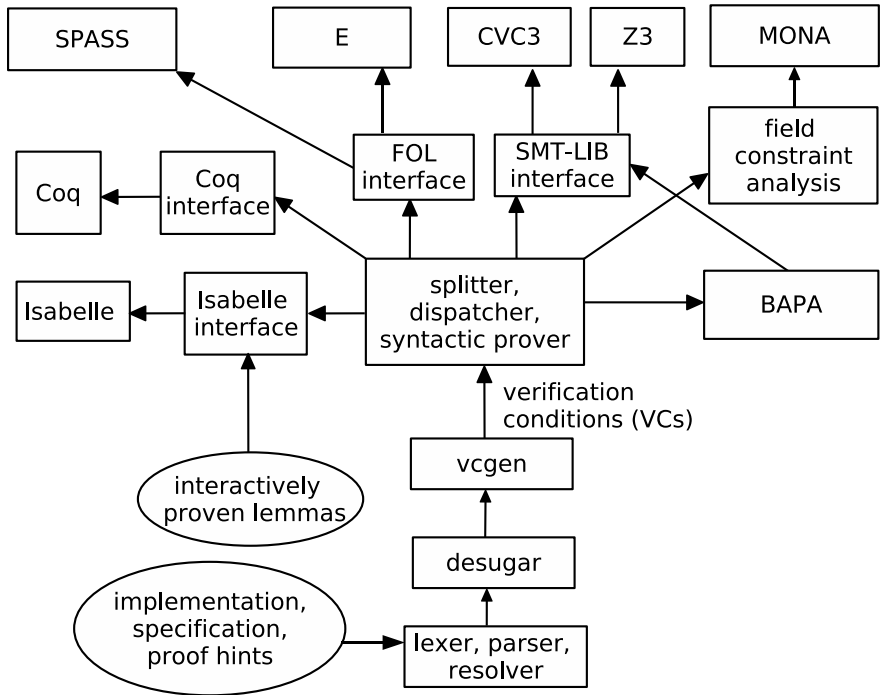 SPASS
E
CVC3
Z3
MONA
FOL
interface
SMT-LIB
interface
field
constraint
analysis
Coq
Coq
interface
Isabelle
Isabelle
interface
splitter,
dispatcher,
syntactic prover
BAPA
verification
conditions (VCs)
vcgen
interactively
proven lemmas
desugar
implementation,
specification,
proof hints
lexer, parser,
resolver